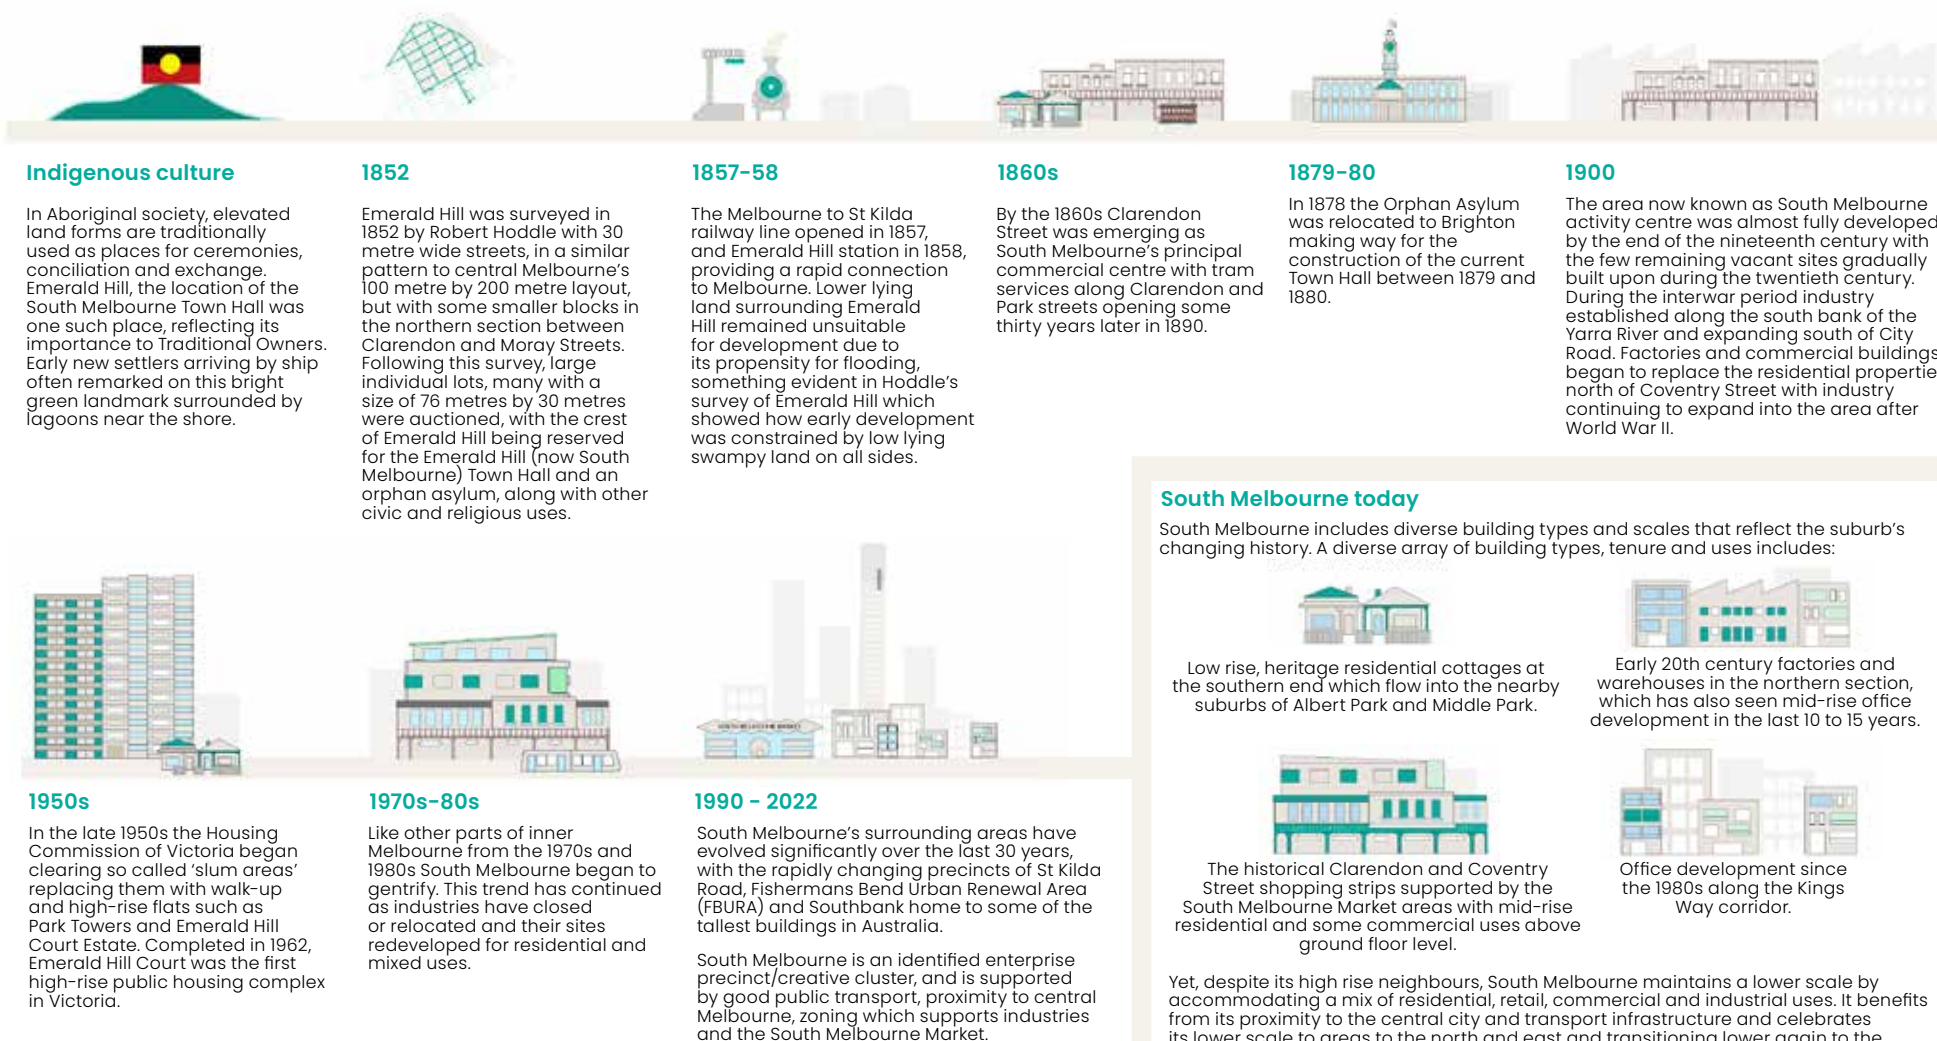 Indigenous culture
In Aboriginal society, elevated
land forms are traditionally
used as places for ceremonies,
conciliation and exchange.
Emerald Hill, the location of the
South Melbourne Town Hall was
one such place, reflecting its
importance to Traditional Owners.
Early new settlers arriving by ship
often remarked on this bright
green landmark surrounded by
lagoons near the shore.
1852
Emerald Hill was surveyed in
1852 by Robert Hoddle with 30
metre wide streets, in a similar
pattern to central Melbourne's
100 metre by 200 metre layout,
but with some smaller blocks in
the northern section between
Clarendon and Moray Streets.
Following this survey, large
individual lots, many with a
size of 76 metres by 30 metres
were auctioned, with the crest
of Emerald Hill being reserved
for the Emerald Hill (now South
Melbourne) Town Hall and an
orphan asylum, along with other
civic and religious uses.
1857-58
The Melbourne to St Kilda
railway line opened in 1857,
and Emerald Hill station in 1858,
providing a rapid connection
to Melbourne. Lower lying
land surrounding Emerald
Hill remained unsuitable
for development due to
its propensity for flooding,
something evident in Hoddle's
survey of Emerald Hill which
showed how early development
was constrained by low lying
swampy land on all sides.
1860s
By the 1860s Clarendon
Street was emerging as
South Melbourne's principal
commercial centre with tram
services along Clarendon and
Park streets opening some
thirty years later in 1890.
1879-80
In 1878 the Orphan Asylum
was relocated to Brighton
making way for the
construction of the current
Town Hall between 1879 and
1880.
1900
The area now known as South Melbourne
activity centre was almost fully developed
by the end of the nineteenth century with
the few remaining vacant sites gradually
built upon during the twentieth century.
During the interwar period industry
established along the south bank of the
Yarra River and expanding south of City
Road. Factories and commercial buildings
began to replace the residential propertie
north of Coventry Street with industry
continuing to expand into the area after
World War II.
1950s
In the late 1950s the Housing
Commission of Victoria began
clearing so called 'slum areas'
replacing them with walk-up
and high-rise flats such as
Park Towers and Emerald Hill
Court Estate. Completed in 1962,
Emerald Hill Court was the first
high-rise public housing complex
in Victoria.
1970s-80s
Like other parts of inner
Melbourne from the 1970s and
1980s South Melbourne began to
gentrify. This trend has continued
as industries have closed
or relocated and their sites
redeveloped for residential and
mixed uses.
SOUTH MELBOURNE MARKET
1990 - 2022
South Melbourne's surrounding areas have
evolved significantly over the last 30 years,
with the rapidly changing precincts of St Kilda
Road, Fishermans Bend Urban Renewal Area
(FBURA) and Southbank home to some of the
tallest buildings in Australia.
South Melbourne is an identified enterprise
precinct/creative cluster, and is supported
by good public transport, proximity to central
Melbourne, zoning which supports industries
and the South Melbourne Market.
South Melbourne today
South Melbourne includes diverse building types and scales that reflect the suburb's
changing history. A diverse array of building types, tenure and uses includes:
Low rise, heritage residential cottages at
the southern end which flow into the nearby
suburbs of Albert Park and Middle Park.
Early 20th century factories and
warehouses in the northern section,
which has also seen mid-rise office
development in the last 10 to 15 years.
The historical Clarendon and Coventry
Street shopping strips supported by the
South Melbourne Market areas with mid-rise
residential and some commercial uses above
ground floor level.
Office development since
the 1980s along the Kings
Way corridor.
Yet, despite its high rise neighbours, South Melbourne maintains a lower scale by
accommodating a mix of residential, retail, commercial and industrial uses. It benefits
from its proximity to the central city and transport infrastructure and celebrates
its lower scale to areas to the north and east and transitioning lower again to the